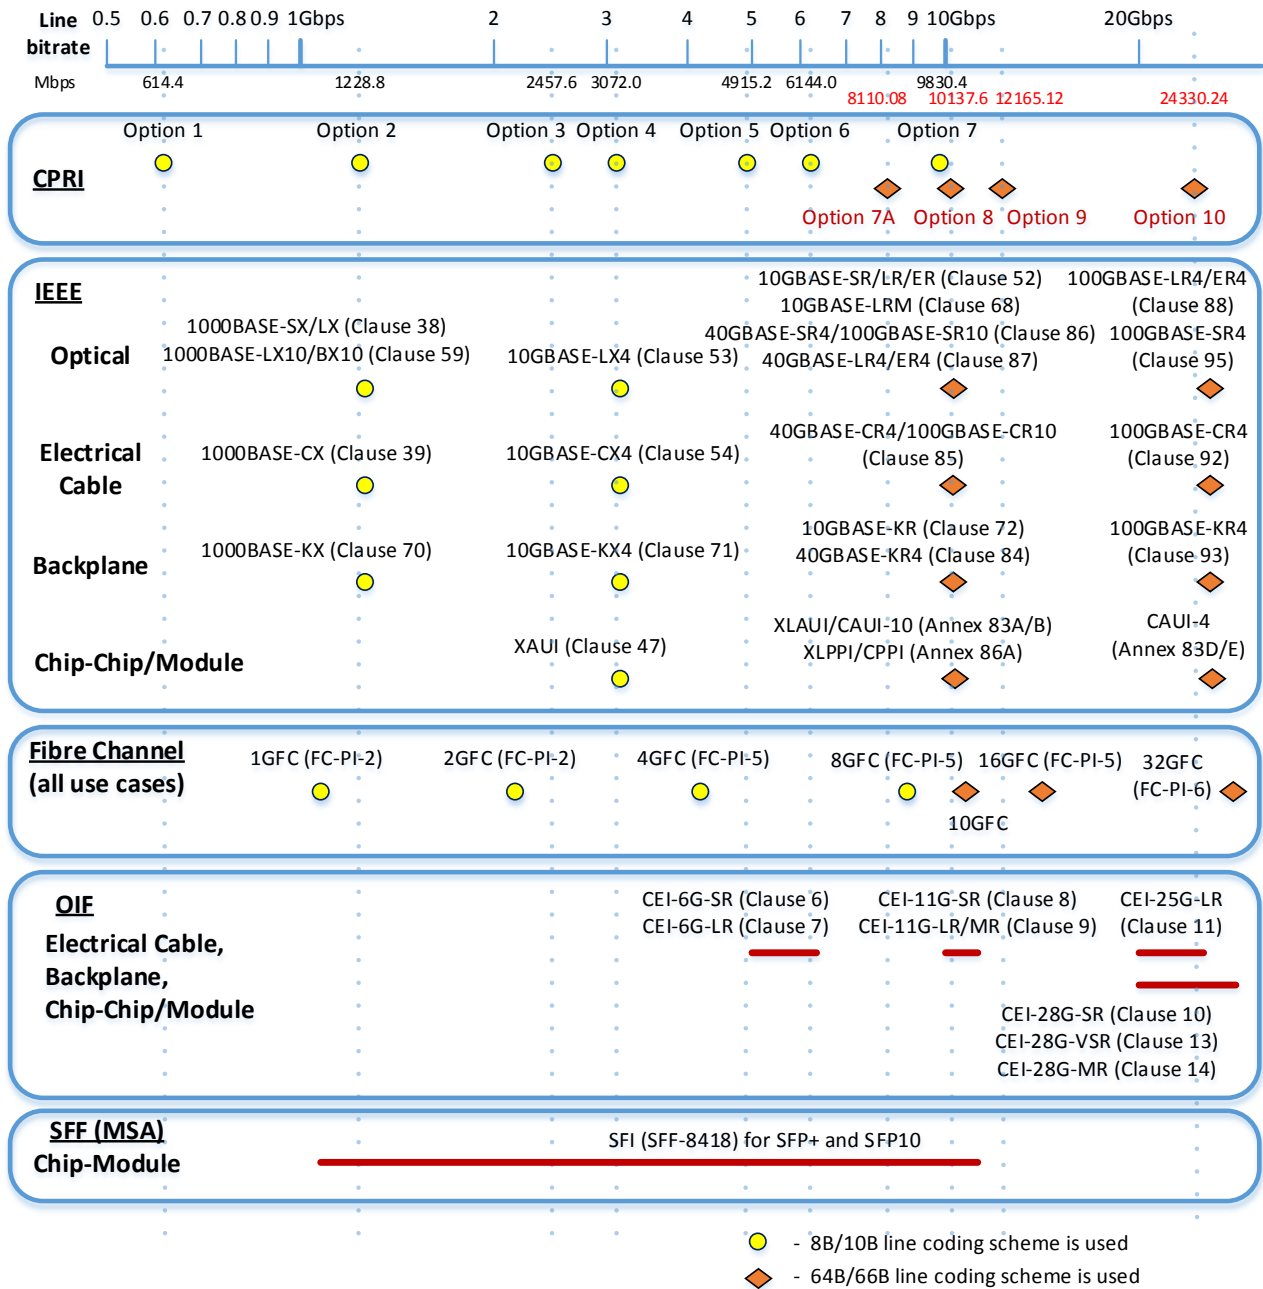 Line 0.5 0.6 0.7 0.8 0.9 1Gbps 2 3 4 5 6 7 8 9 10Gbps 20Gbps
bitrate
Mbps 614.4 1228.8 2457.6 3072.0 4915.2 6144.0 9830.4
8110.08 10137.6 12165.12 24330.24
Option 1 Option 2 Option 3 Option 4 Option 5 Option 6 Option 7
CPRI
Option 7A Option 8 Option 9 Option 10
IEEE
Optical
1000BASE-SX/LX (Clause 38)
1000BASE-LX10/BX10 (Clause 59)
10GBASE-LX4 (Clause 53)
10GBASE-SR/LR/ER (Clause 52)
10GBASE-LRM (Clause 68)
40GBASE-SR4/100GBASE-SR10 (Clause 86)
40GBASE-LR4/ER4 (Clause 87)
100GBASE-LR4/ER4
(Clause 88)
100GBASE-SR4
(Clause 95)
Electrical
Cable
1000BASE-CX (Clause 39)
10GBASE-CX4 (Clause 54)
40GBASE-CR4/100GBASE-CR10
(Clause 85)
100GBASE-CR4
(Clause 92)
Backplane
1000BASE-KX (Clause 70)
10GBASE-KX4 (Clause 71)
10GBASE-KR (Clause 72)
40GBASE-KR4 (Clause 84)
100GBASE-KR4
(Clause 93)
Chip-Chip/Module
XAUI (Clause 47)
XLAUI/CAUI-10 (Annex 83A/B)
XLPPI/CPPI (Annex 86A)
CAUI-4
(Annex 83D/E)
Fibre Channel
(all use cases)
1GFC (FC-PI-2)
2GFC (FC-PI-2)
4GFC (FC-PI-5)
8GFC (FC-PI-5)
10GFC
16GFC (FC-PI-5)
32GFC
(FC-PI-6)
OIF
Electrical Cable,
Backplane,
Chip-Chip/Module
CEI-6G-SR (Clause 6)
CEI-6G-LR (Clause 7)
CEI-11G-SR (Clause 8)
CEI-11G-LR/MR (Clause 9)
CEI-25G-LR
(Clause 11)
CEI-28G-SR (Clause 10)
CEI-28G-VSR (Clause 13)
CEI-28G-MR (Clause 14)
SFF (MSA)
Chip-Module
SFI (SFF-8418) for SFP+ and SFP10
- 8B/10B line coding scheme is used
- 64B/66B line coding scheme is used